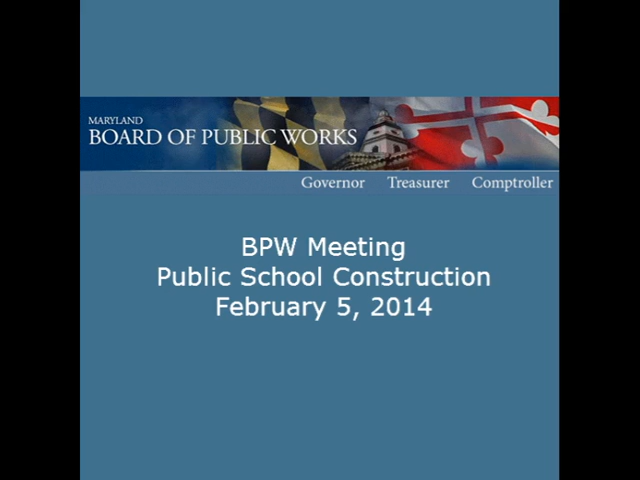 MARYLAND
BOARD OF PUBLIC WORKS
Governor Treasurer Comptroller
BPW Meeting
Public School Construction
February 5, 2014